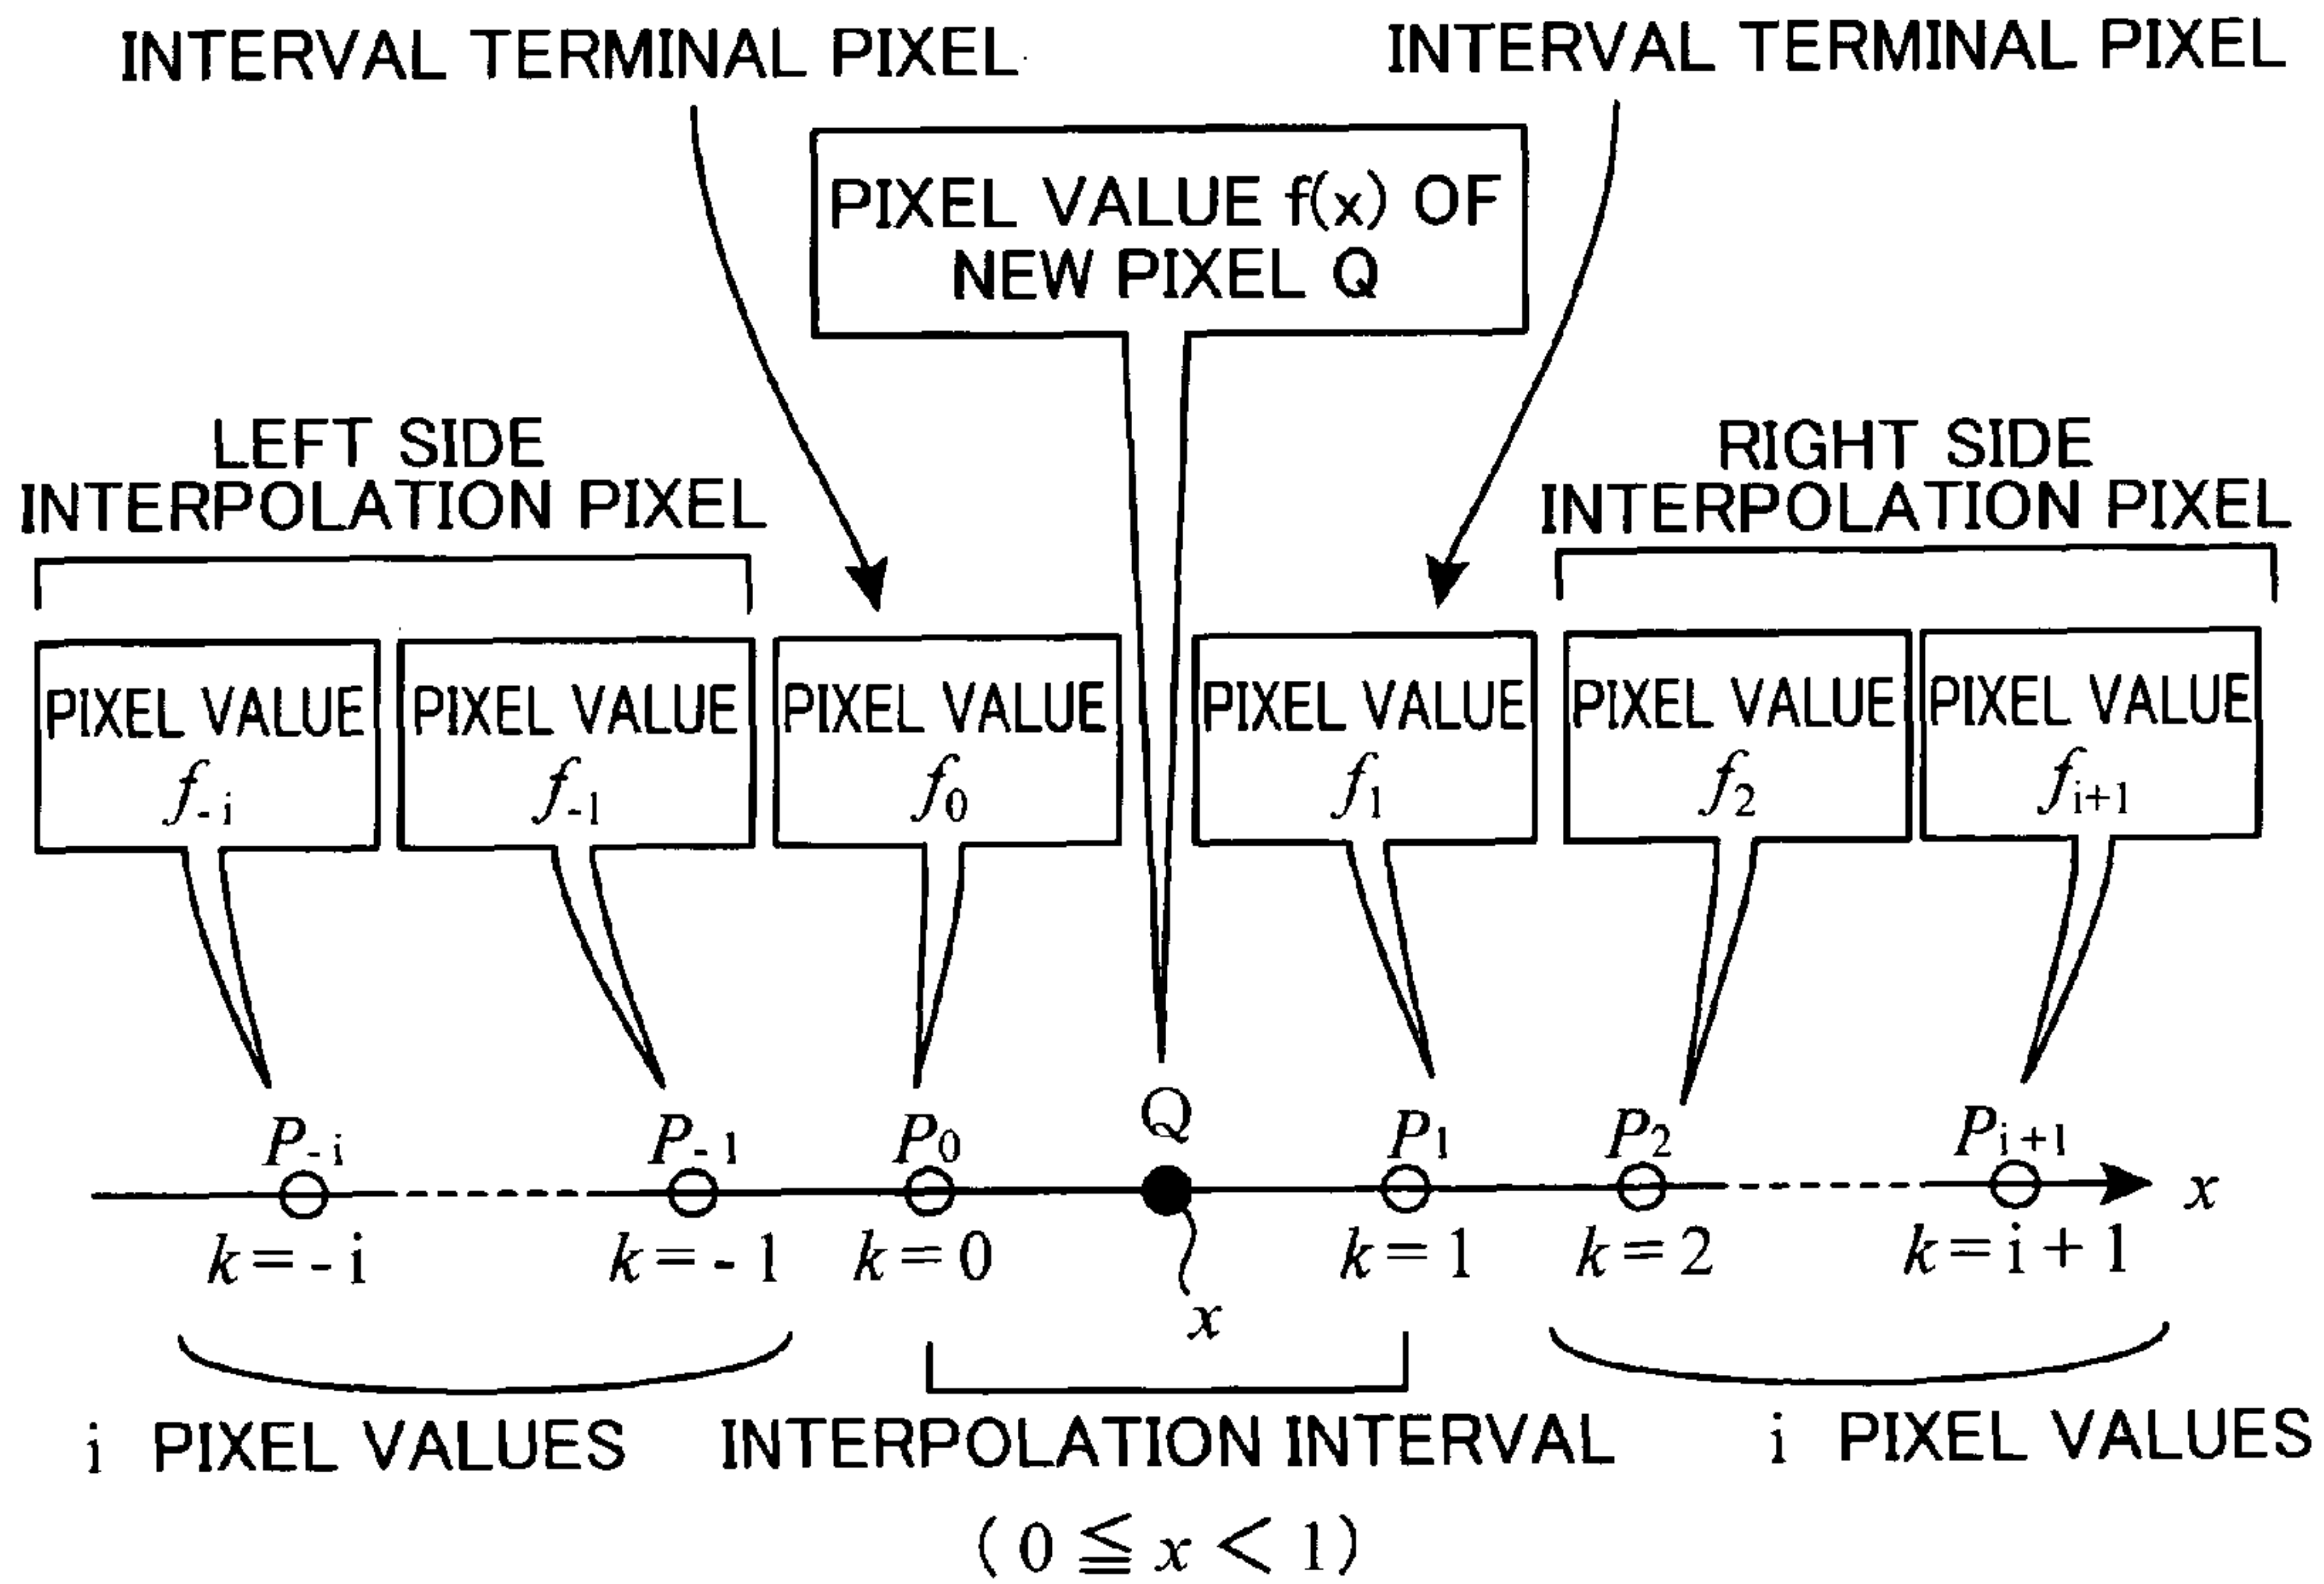 INTERVAL TERMINAL PIXEL
INTERVAL TERMINAL PIXEL
PIXEL VALUE f(x) OF
NEW PIXEL Q
LEFT SIDE
INTERPOLATION PIXEL
RIGHT SIDE
INTERPOLATION PIXEL
PIXEL VALUE
f-i
PIXEL VALUE
f-1
PIXEL VALUE
f0
PIXEL VALUE
f1
PIXEL VALUE
f2
PIXEL VALUE
fi+1
P-i
P-1
P0
Q
P1
P2
Pi+1
x
k=-i
k=-1
k=0
x
k=1
k=2
k=i+1
i PIXEL VALUES
INTERPOLATION INTERVAL
(0≦x<1)
i PIXEL VALUES